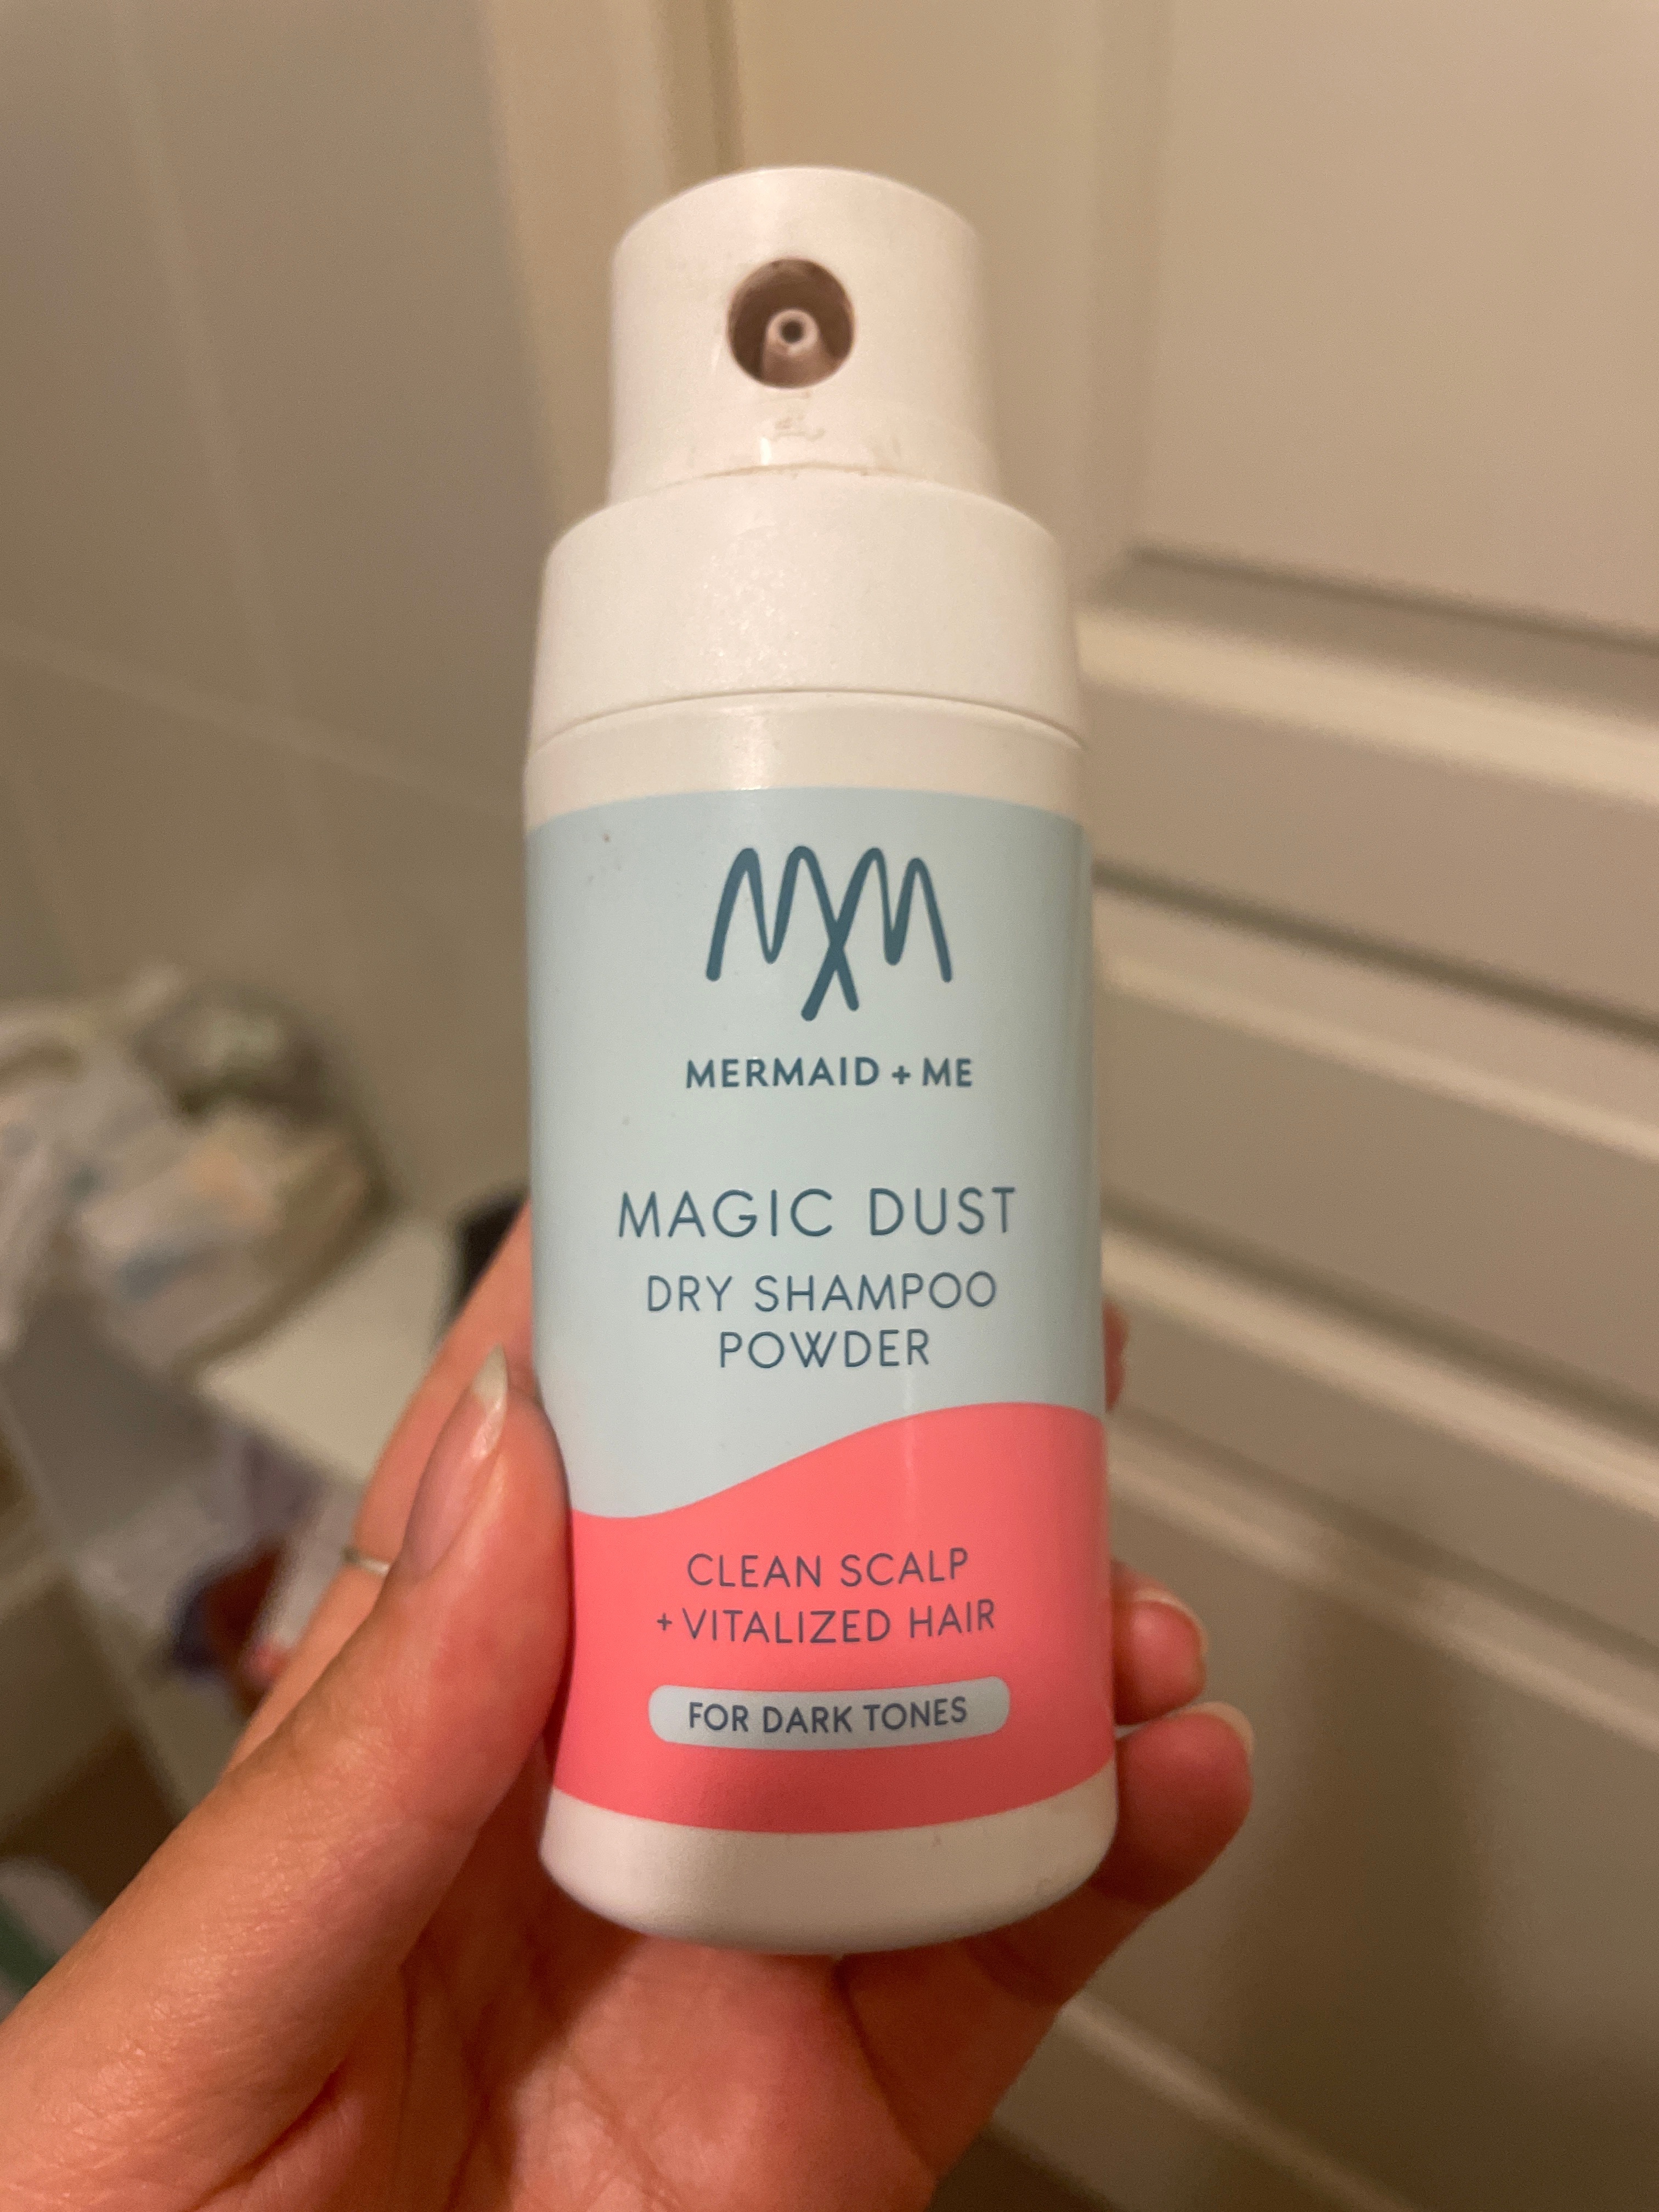 MXM
MERMAID + ME
MAGIC DUST
DRY SHAMPOO
POWDER
CLEAN SCALP
+ VITALIZED HAIR
FOR DARK TONES